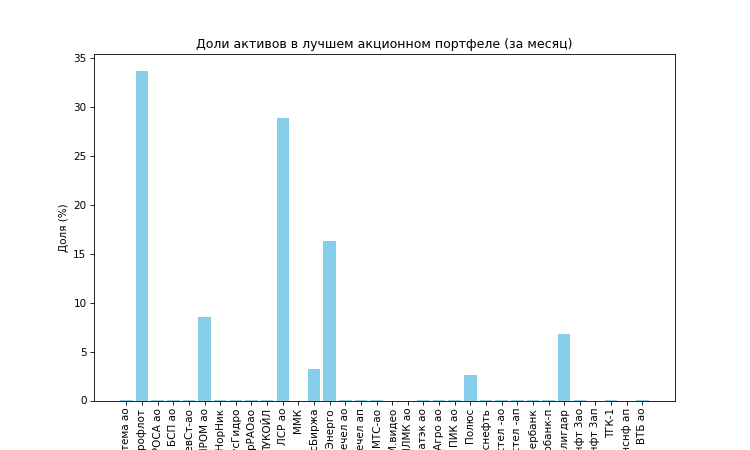 Доли активов в лучшем акционном портфеле (за месяц)
Доля (%)
35
30
25
20
15
10
5
0
тема ао
рофлот
РОСА ао
БСП ао
евСт-ао
ПРОМ ао
НорНик
сГидро
рРАОао
ЛУКОЙЛ
ЛСР ао
ММК
сБиржа
Энерго
ечел ао
ечел ап
МТС-ао
М.видео
ЛМК ао
атэк ао
Агро ао
ПИК ао
Полюс
снефть
стел -ао
стел -ап
ербанк
рбанк-п
лигдар
нфт 3ао
нфт 3ап
ТГК-1
нснф ап
ВТБ ао